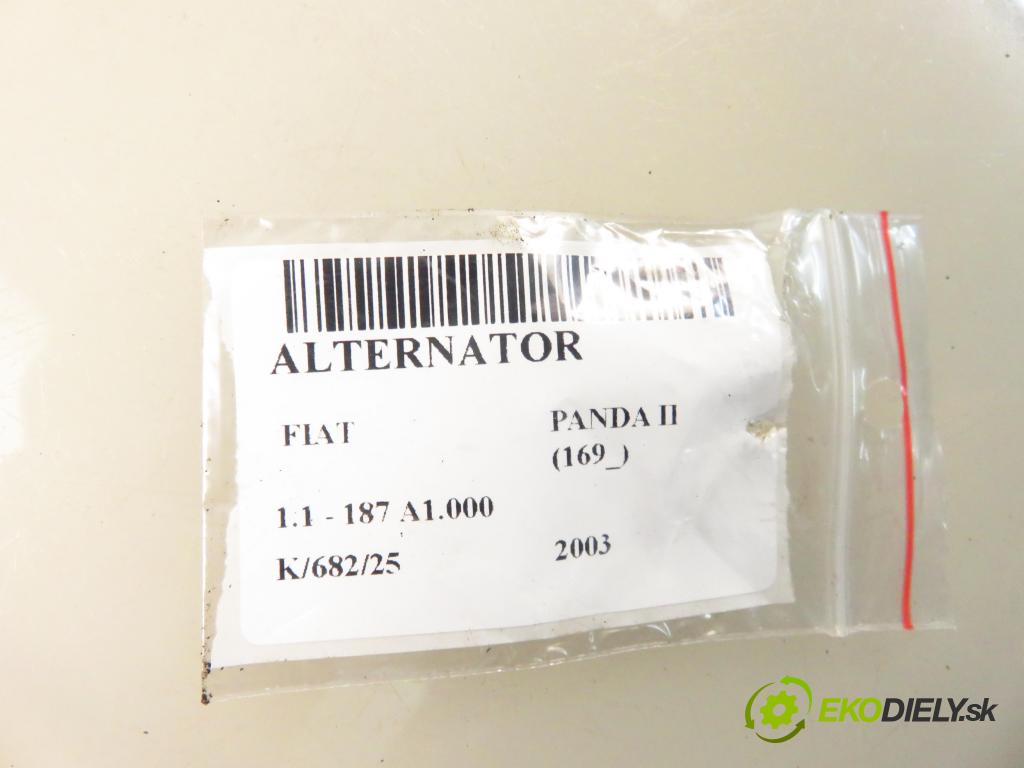 ALTERNATOR
FIAT PANDA II
(169_)
1.1 - 187 A1.000
K/682/25 2003
EKODIELY.sk